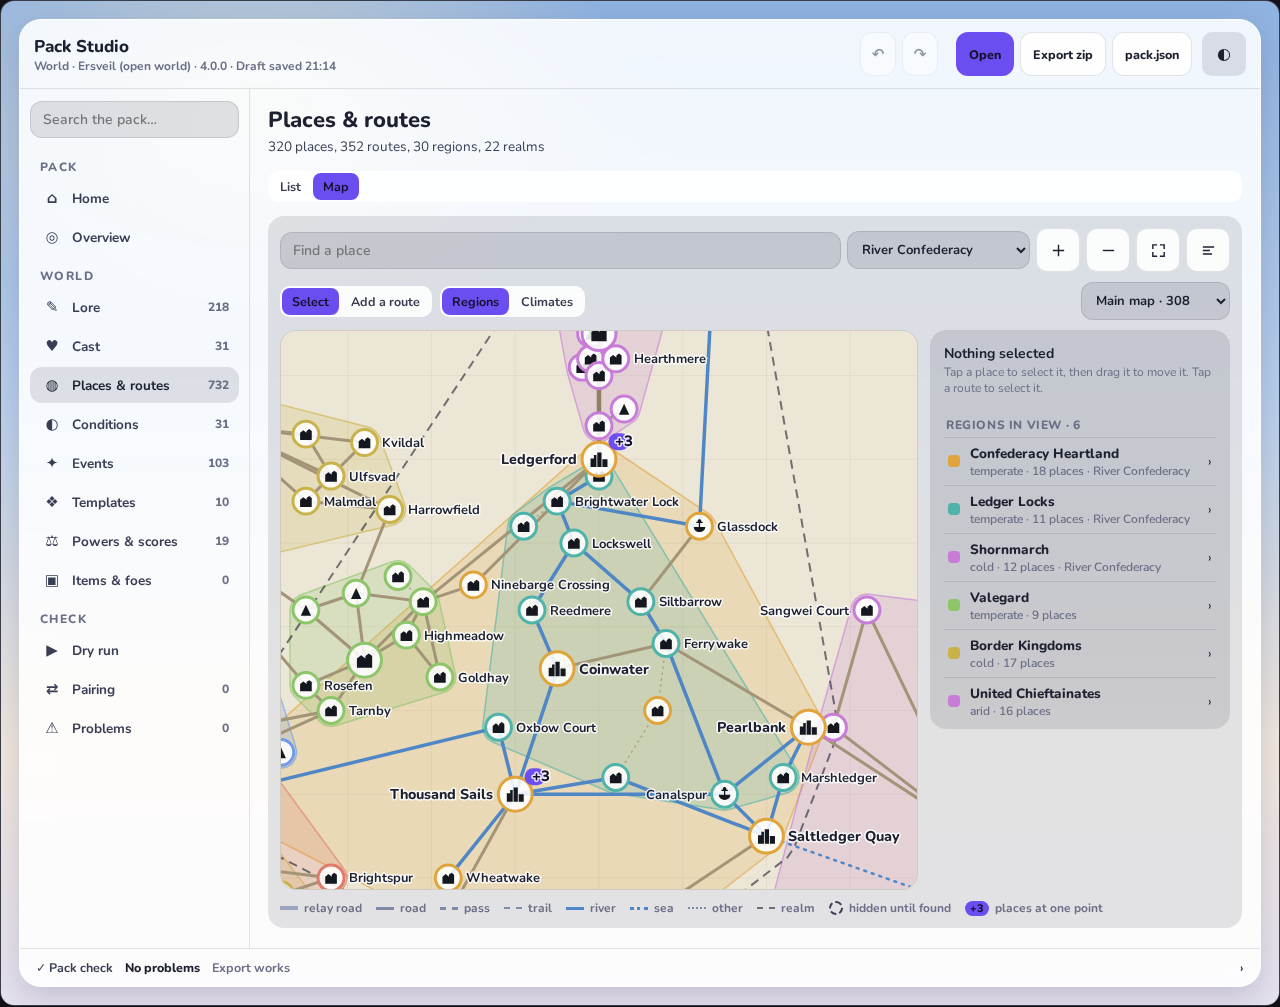 Pack Studio
World · Ersveil (open world) · 4.0.0 · Draft saved 21:14
Open
Export zip
pack.json
Search the pack...
PACK
Home
Overview
WORLD
Lore 218
Cast 31
Places & routes 732
Conditions 31
Events 103
Templates 10
Powers & scores 19
Items & foes 0
CHECK
Dry run
Pairing 0
Problems 0
Places & routes
320 places, 352 routes, 30 regions, 22 realms
List
Map
Find a place
River Confederacy
Select
Add a route
Regions
Climates
Main map · 308
Hearthmere
Kvildal
+3
Ledgerford
Ulfsvad
Malmdal
Harrowfield
Brightwater Lock
Glassdock
Lockswell
Ninebarge Crossing
Reedmere
Siltbarrow
Sangwei Court
Highmeadow
Ferrywake
Coinwater
Goldhay
Rosefen
Tarnby
Oxbow Court
Pearlbank
+3
Marshledger
Thousand Sails
Canalspur
Saltledger Quay
Brightspur
Wheatwake
Nothing selected
Tap a place to select it, then drag it to move it. Tap
a route to select it.
REGIONS IN VIEW · 6
Confederacy Heartland
temperate · 18 places · River Confederacy
Ledger Locks
temperate · 11 places · River Confederacy
Shornmarch
cold · 12 places · River Confederacy
Valegard
temperate · 9 places
Border Kingdoms
cold · 17 places
United Chieftainates
arid · 16 places
relay road
road
pass
trail
river
sea
other
realm
hidden until found
+3 places at one point
✓ Pack check No problems Export works